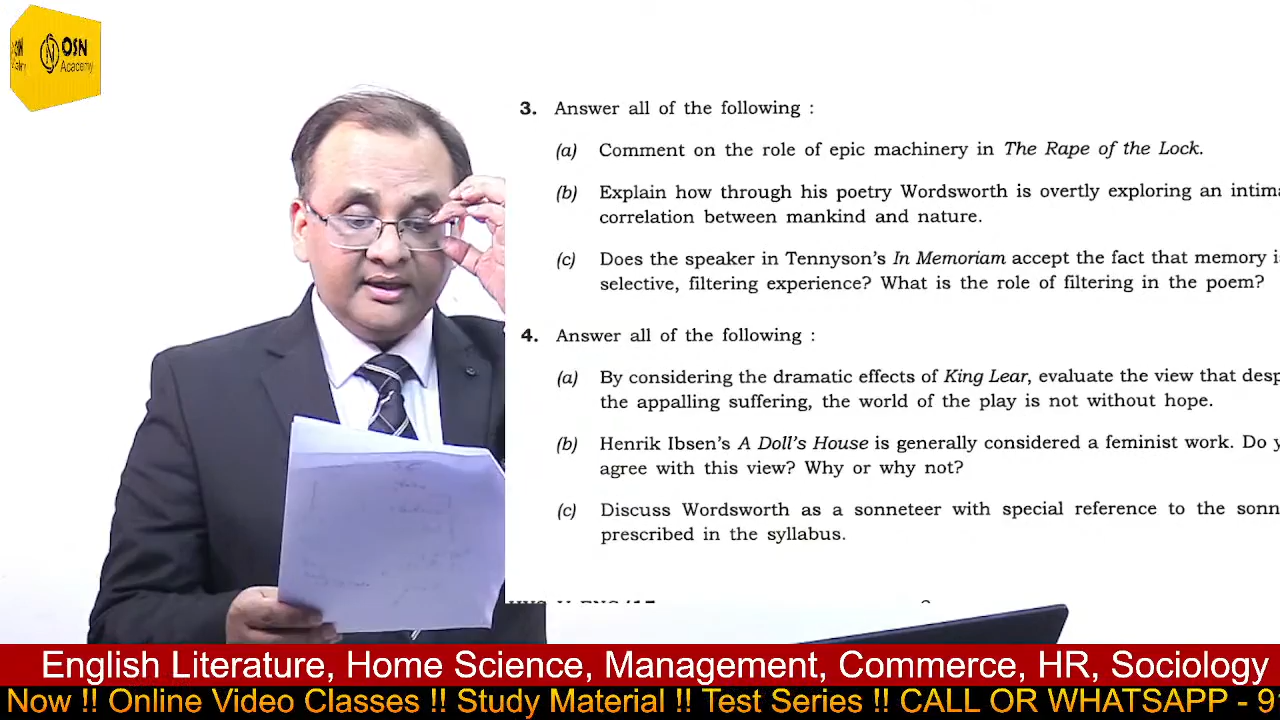 OSN
Academy
3. Answer all of the following :
(a) Comment on the role of epic machinery in The Rape of the Lock.
(b) Explain how through his poetry Wordsworth is overtly exploring an intima
correlation between mankind and nature.
(c) Does the speaker in Tennyson's In Memoriam accept the fact that memory is
selective, filtering experience? What is the role of filtering in the poem?
4. Answer all of the following :
(a) By considering the dramatic effects of King Lear, evaluate the view that desp
the appalling suffering, the world of the play is not without hope.
(b) Henrik Ibsen's A Doll's House is generally considered a feminist work. Do y
agree with this view? Why or why not?
(c) Discuss Wordsworth as a sonneteer with special reference to the sonn
prescribed in the syllabus.
English Literature, Home Science, Management, Commerce, HR, Sociology
Now !! Online Video Classes !! Study Material !! Test Series !! CALL OR WHATSAPP - 9